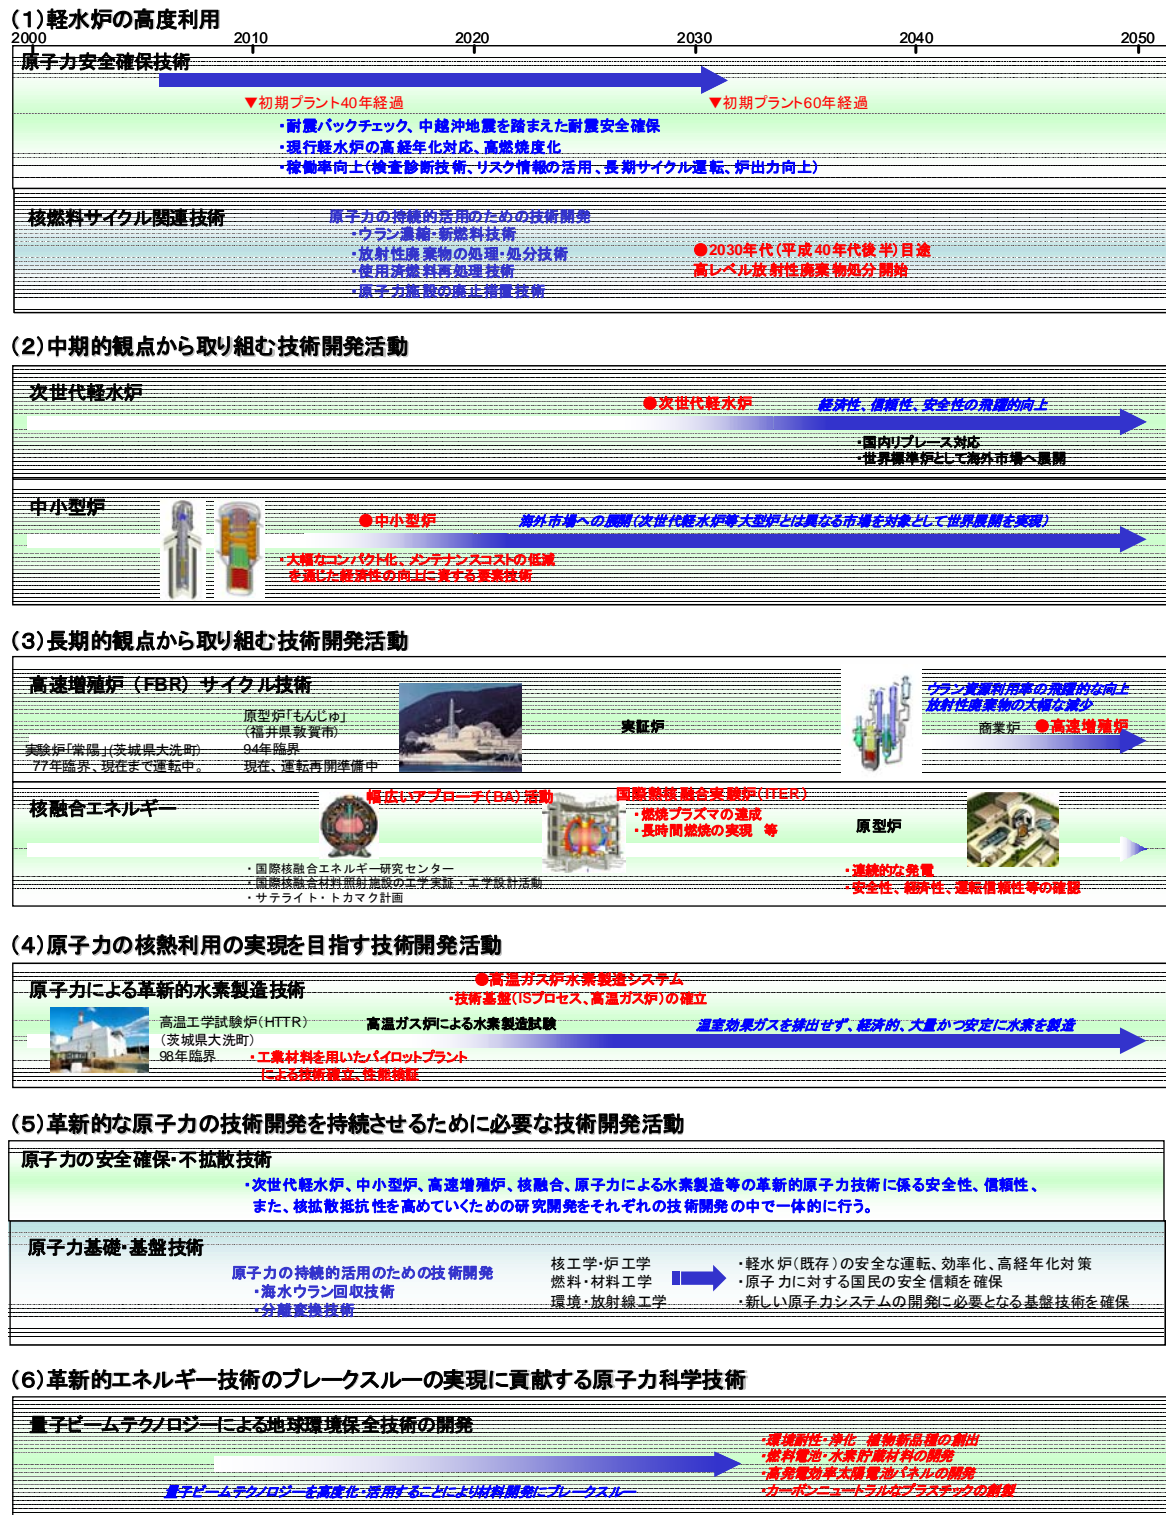 (1)軽水炉の高度利用
2000 2010 2020 2030 2040 2050
原子力安全確保技術
▼初期プラント40年経過 ▼初期プラント60年経過
・耐震バックチェック、中越沖地震を踏まえた耐震安全確保
・現行軽水炉の高経年化対応、高燃焼度化
・稼働率向上(検査診断技術、リスク情報の活用、長期サイクル運転、炉出力向上)
核燃料サイクル関連技術
原子力の持続的活用のための技術開発
・ウラン濃縮・新燃料技術
・放射性廃棄物の処理・処分技術
・使用済燃料再処理技術
・原子力施設の廃止措置技術
●2030年代(平成40年代後半)目途
高レベル放射性廃棄物処分開始
(2)中期的観点から取り組む技術開発活動
次世代軽水炉
●次世代軽水炉 経済性、信頼性、安全性の飛躍的向上
・国内リプレース対応
・世界標準炉として海外市場へ展開
中小型炉
●中小型炉 海外市場への展開(次世代軽水炉等大型炉とは異なる市場を対象として世界展開を実現)
・大幅なコンパクト化、メンテナンスコストの低減
を通じた経済性の向上に資する要素技術
(3)長期的観点から取り組む技術開発活動
高速増殖炉(FBR)サイクル技術
実験炉「常陽」(茨城県大洗町)
77年臨界、現在まで運転中。
原型炉「もんじゅ」
(福井県敦賀市)
94年臨界
現在、運転再開準備中
実証炉
ウラン資源利用率の飛躍的な向上
放射性廃棄物の大幅な減少
商業炉 ●高速増殖炉
核融合エネルギー
幅広いアプローチ(BA)活動
・国際核融合エネルギー研究センター
・国際核融合材料照射施設の工学実証・工学設計活動
・サテライト・トカマク計画
国際熱核融合実験炉(ITER)
・燃焼プラズマの達成
・長時間燃焼の実現 等
原型炉
・連続的な発電
・安全性、経済性、運転信頼性等の確認
(4)原子力の核熱利用の実現を目指す技術開発活動
原子力による革新的水素製造技術
高温工学試験炉(HTTR)
(茨城県大洗町)
98年臨界
●高温ガス炉水素製造システム
・技術基盤(ISプロセス、高温ガス炉)の確立
高温ガス炉による水素製造試験
温室効果ガスを排出せず、経済的、大量かつ安定に水素を製造
・工業材料を用いたパイロットプラント
による技術確立、性能検証
(5)革新的な原子力の技術開発を持続させるために必要な技術開発活動
原子力の安全確保・不拡散技術
・次世代軽水炉、中小型炉、高速増殖炉、核融合、原子力による水素製造等の革新的原子力技術に係る安全性、信頼性、
また、核拡散抵抗性を高めていくための研究開発をそれぞれの技術開発の中で一体的に行う。
原子力基礎・基盤技術
原子力の持続的活用のための技術開発
・海水ウラン回収技術
・分離変換技術
核工学・炉工学
燃料・材料工学
環境・放射線工学
・軽水炉(既存)の安全な運転、効率化、高経年化対策
・原子力に対する国民の安全信頼を確保
・新しい原子力システムの開発に必要となる基盤技術を確保
(6)革新的エネルギー技術のブレークスルーの実現に貢献する原子力科学技術
量子ビームテクノロジーによる地球環境保全技術の開発
・環境耐性・浄化 植物新品種の創出
・燃料電池・水素貯蔵材料の開発
・高発電効率太陽電池パネルの開発
・カーボンニュートラルなプラスチックの創製
量子ビームテクノロジーを高度化・活用することにより材料開発にブレークスルー